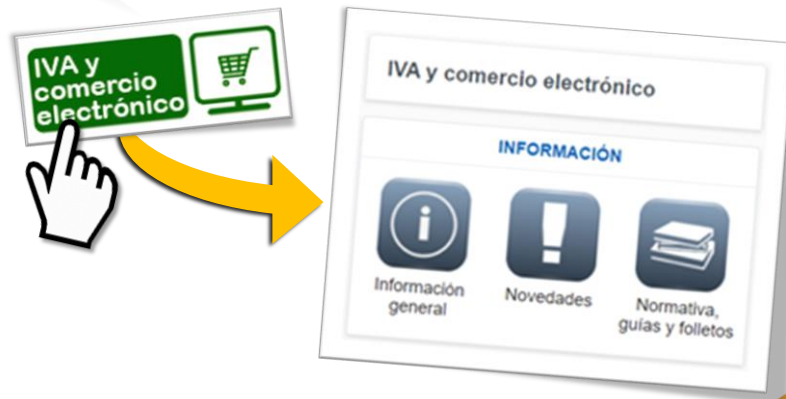 IVA y
comercio
electrónico
IVA y comercio electrónico
INFORMACIÓN
Información
general
Novedades
Normativa,
guías y folletos